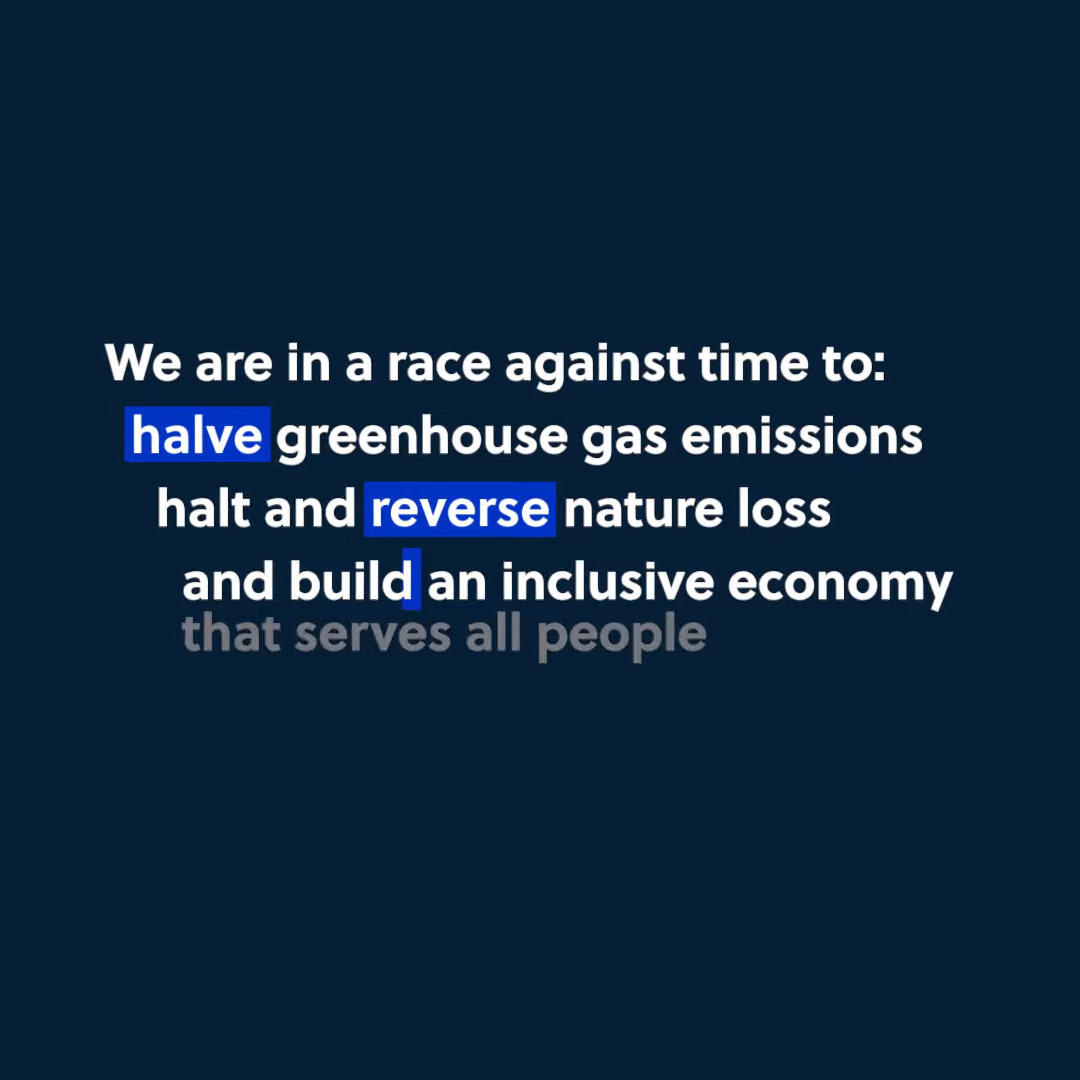 We are in a race against time to:
halve greenhouse gas emissions
halt and reverse nature loss
and build an inclusive economy
that serves all people